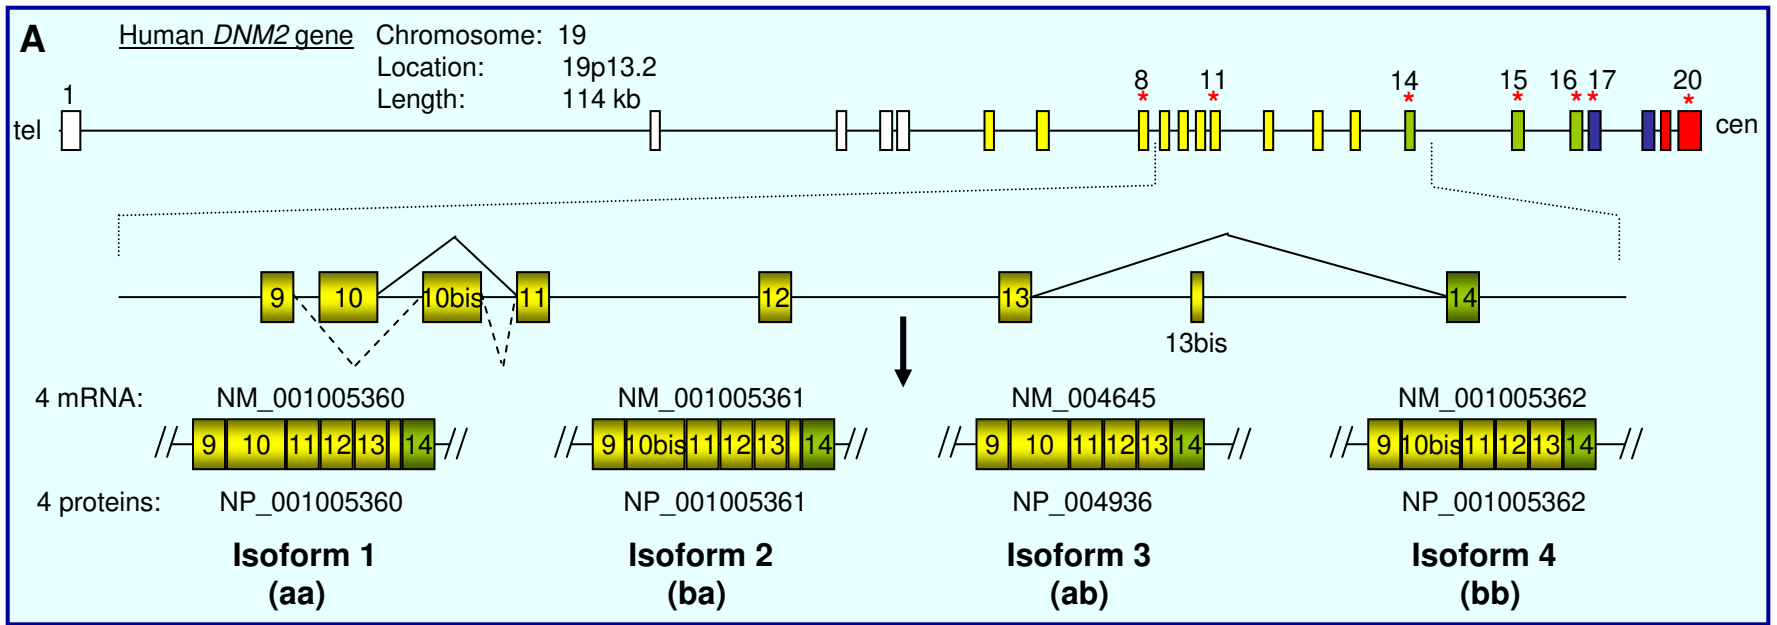 A
Human DNM2 gene Chromosome: 19
Location: 19p13.2
Length: 114 kb
1 8 11 14 15 16 17 20
* * * * * * *
tel cen
9 10 10bis 11 12 13 14
13bis
4 mRNA: NM_001005360 NM_001005361 NM_004645 NM_001005362
// 9 10 11 12 13 14 // // 9 10bis 11 12 13 14 // // 9 10 11 12 13 14 // // 9 10bis 11 12 13 14 //
4 proteins: NP_001005360 NP_001005361 NP_004936 NP_001005362
Isoform 1 Isoform 2 Isoform 3 Isoform 4
(aa) (ba) (ab) (bb)